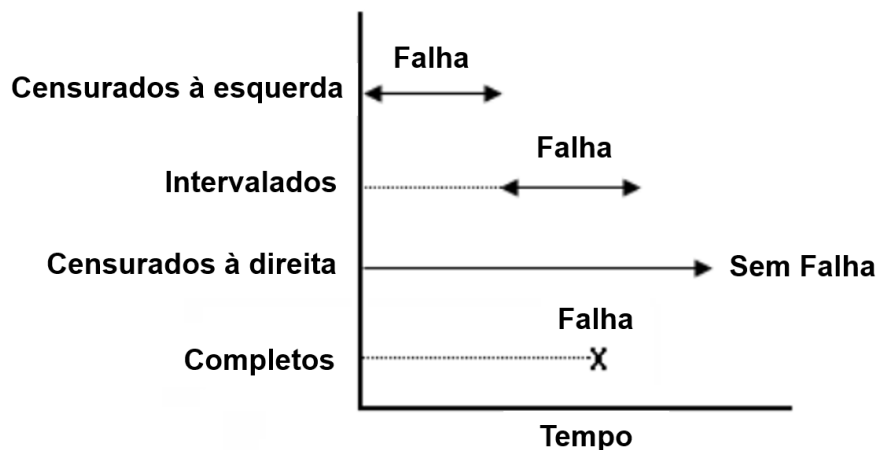 Falha
Censurados à esquerda
Falha
Intervalados
Censurados à direita
Sem Falha
Falha
Completos
X
Tempo